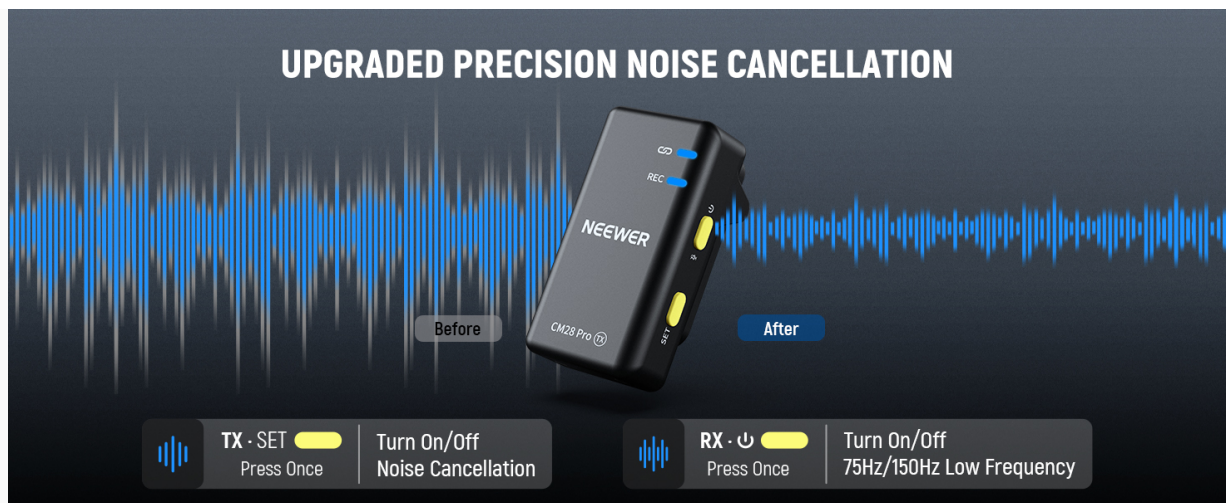 UPGRADED PRECISION NOISE CANCELLATION
REC
NEEWER
CM28 Pro TX
SET
Before
After
TX · SET
Press Once
Turn On/Off
Noise Cancellation
RX ·
Press Once
Turn On/Off
75Hz/150Hz Low Frequency